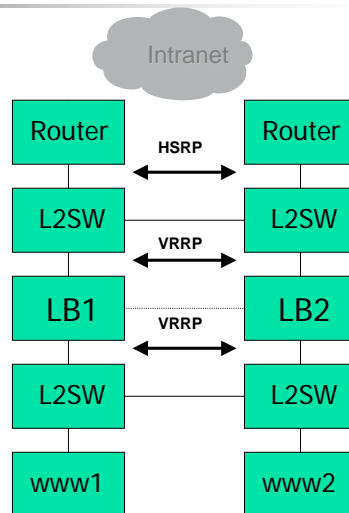 Intranet
Router Router
HSRP
L2SW L2SW
VRRP
LB1 LB2
VRRP
L2SW L2SW
www1 www2